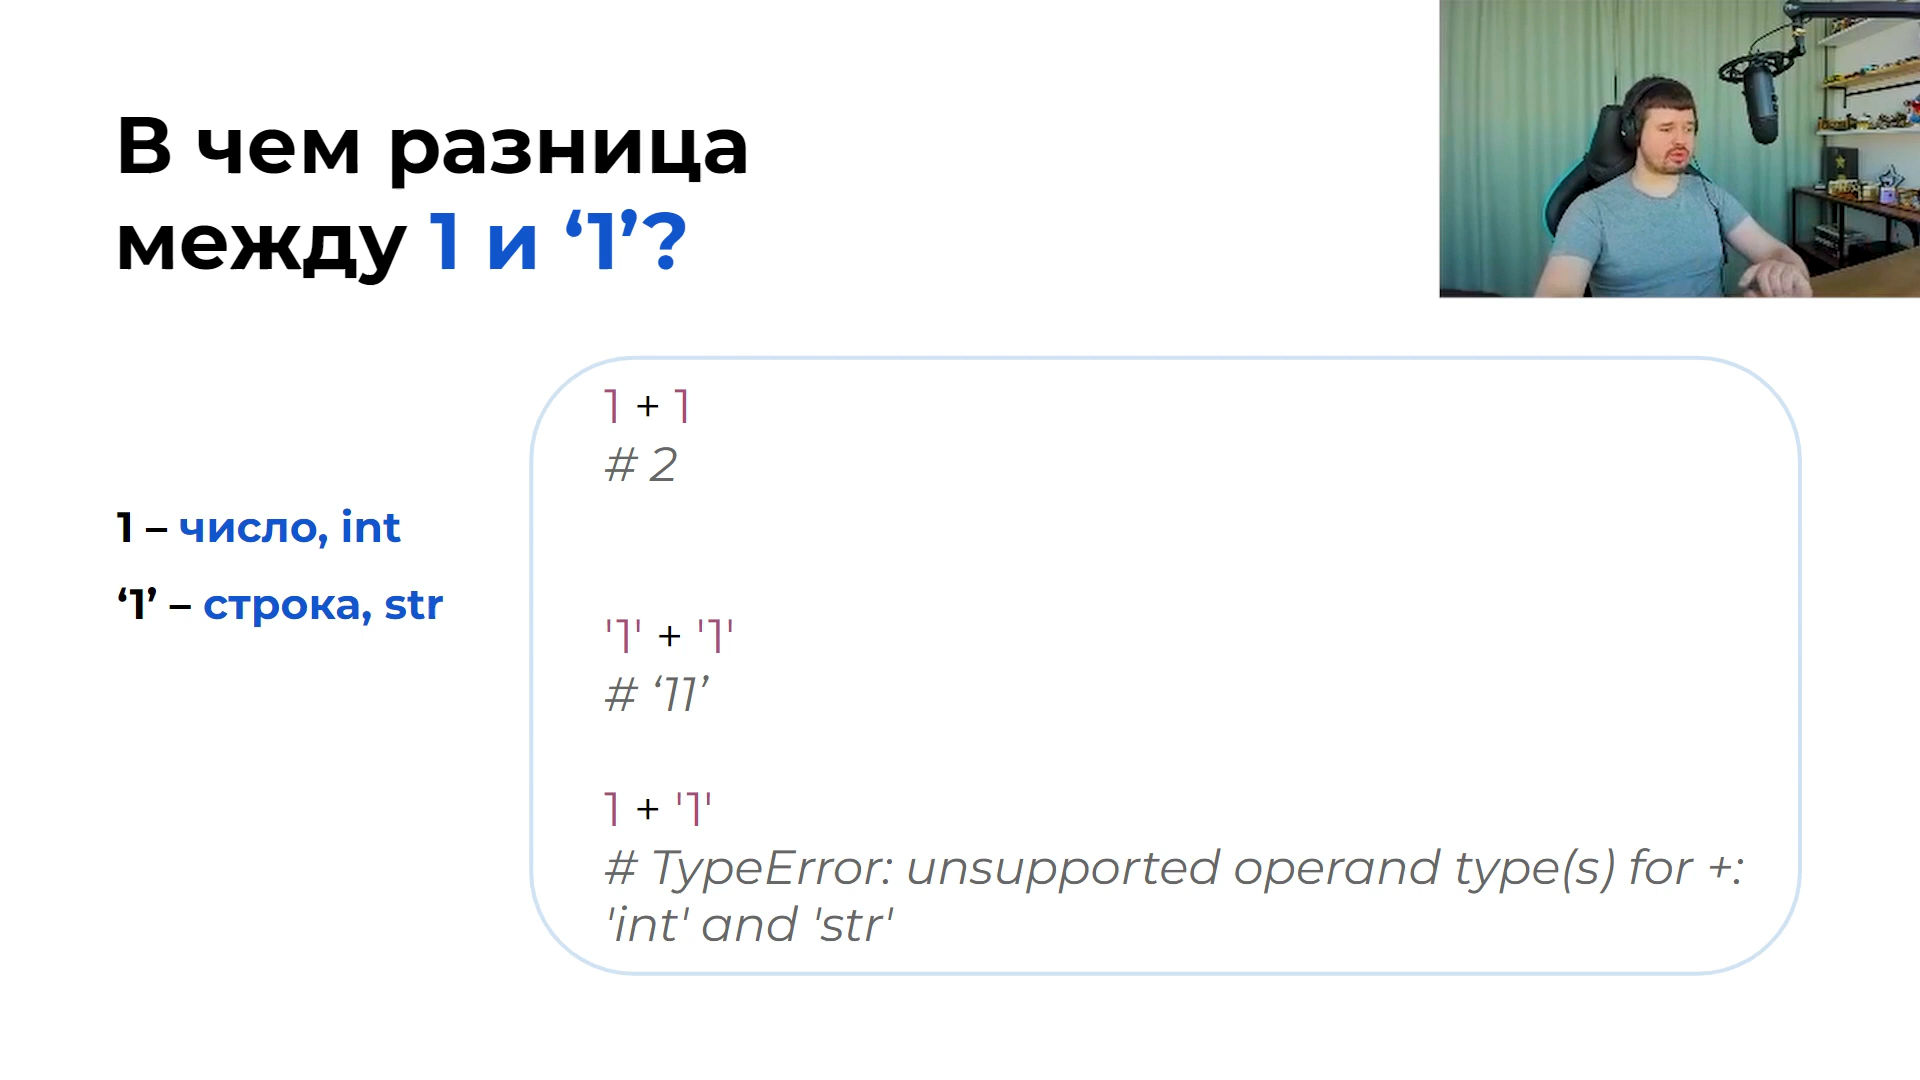 В чем разница
между 1 и ‘1’?
1 – число, int
‘1’ – строка, str
1 + 1
# 2
'1' + '1'
# ‘11’
1 + '1'
# TypeError: unsupported operand type(s) for +:
'int' and 'str'